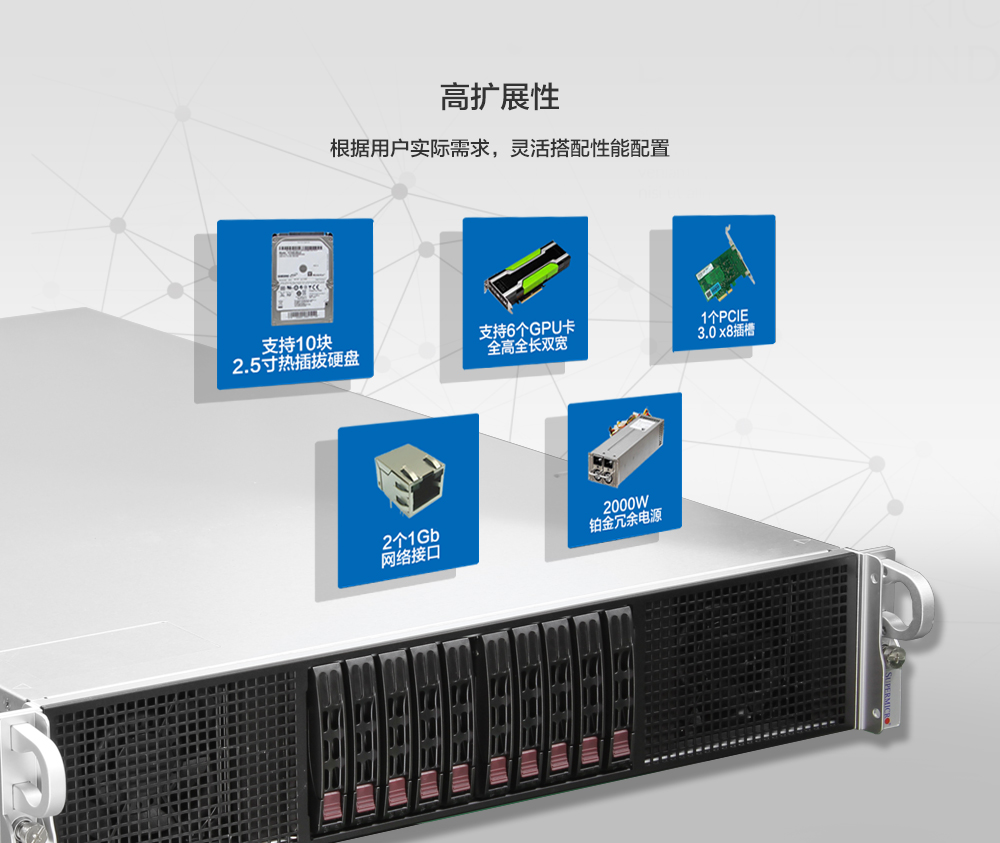 高扩展性
根据用户实际需求，灵活搭配性能配置
支持10块
2.5寸热插拔硬盘
支持6个GPU卡
全高全长双宽
1个PCIE
3.0 x8插槽
2个1Gb
网络接口
2000W
铂金冗余电源
SUPERMICR